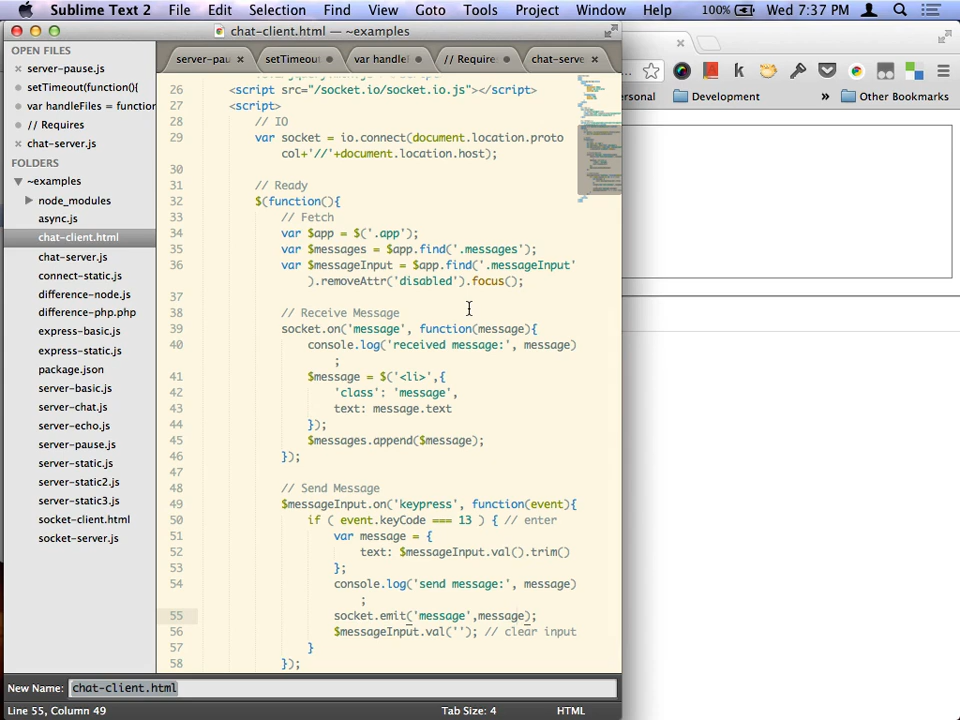 Sublime Text 2 File Edit Selection Find View Goto Tools Project Window Help 100% Wed 7:37 PM
chat-client.html — ~examples
OPEN FILES
server-pause.js
setTimeout(function(){
var handleFiles = function
// Requires
chat-server.js
FOLDERS
~examples
node_modules
async.js
chat-client.html
chat-server.js
connect-static.js
difference-node.js
difference-php.php
express-basic.js
express-static.js
package.json
server-basic.js
server-chat.js
server-echo.js
server-pause.js
server-static.js
server-static2.js
server-static3.js
socket-client.html
socket-server.js
server-pau setTimeout var handlel // Require: chat-serve
26 <script src="/socket.io/socket.io.js"></script>
27 <script>
28 // IO
29 var socket = io.connect(document.location.proto
col+'//'+document.location.host);
30
31 // Ready
32 $(function(){
33 // Fetch
34 var $app = $('.app');
35 var $messages = $app.find('.messages');
36 var $messageInput = $app.find('.messageInput'
).removeAttr('disabled').focus();
37
38 // Receive Message
39 socket.on('message', function(message){
40 console.log('received message:', message)
;
41 $message = $('<li>',{
42 'class': 'message',
43 text: message.text
44 });
45 $messages.append($message);
46 });
47
48 // Send Message
49 $messageInput.on('keypress', function(event){
50 if ( event.keyCode === 13 ) { // enter
51 var message = {
52 text: $messageInput.val().trim()
53 };
54 console.log('send message:', message)
;
55 socket.emit('message',message);
56 $messageInput.val(''); // clear input
57 }
58 });
New Name: chat-client.html
Line 55, Column 49 Tab Size: 4 HTML
ersonal Development » Other Bookmarks